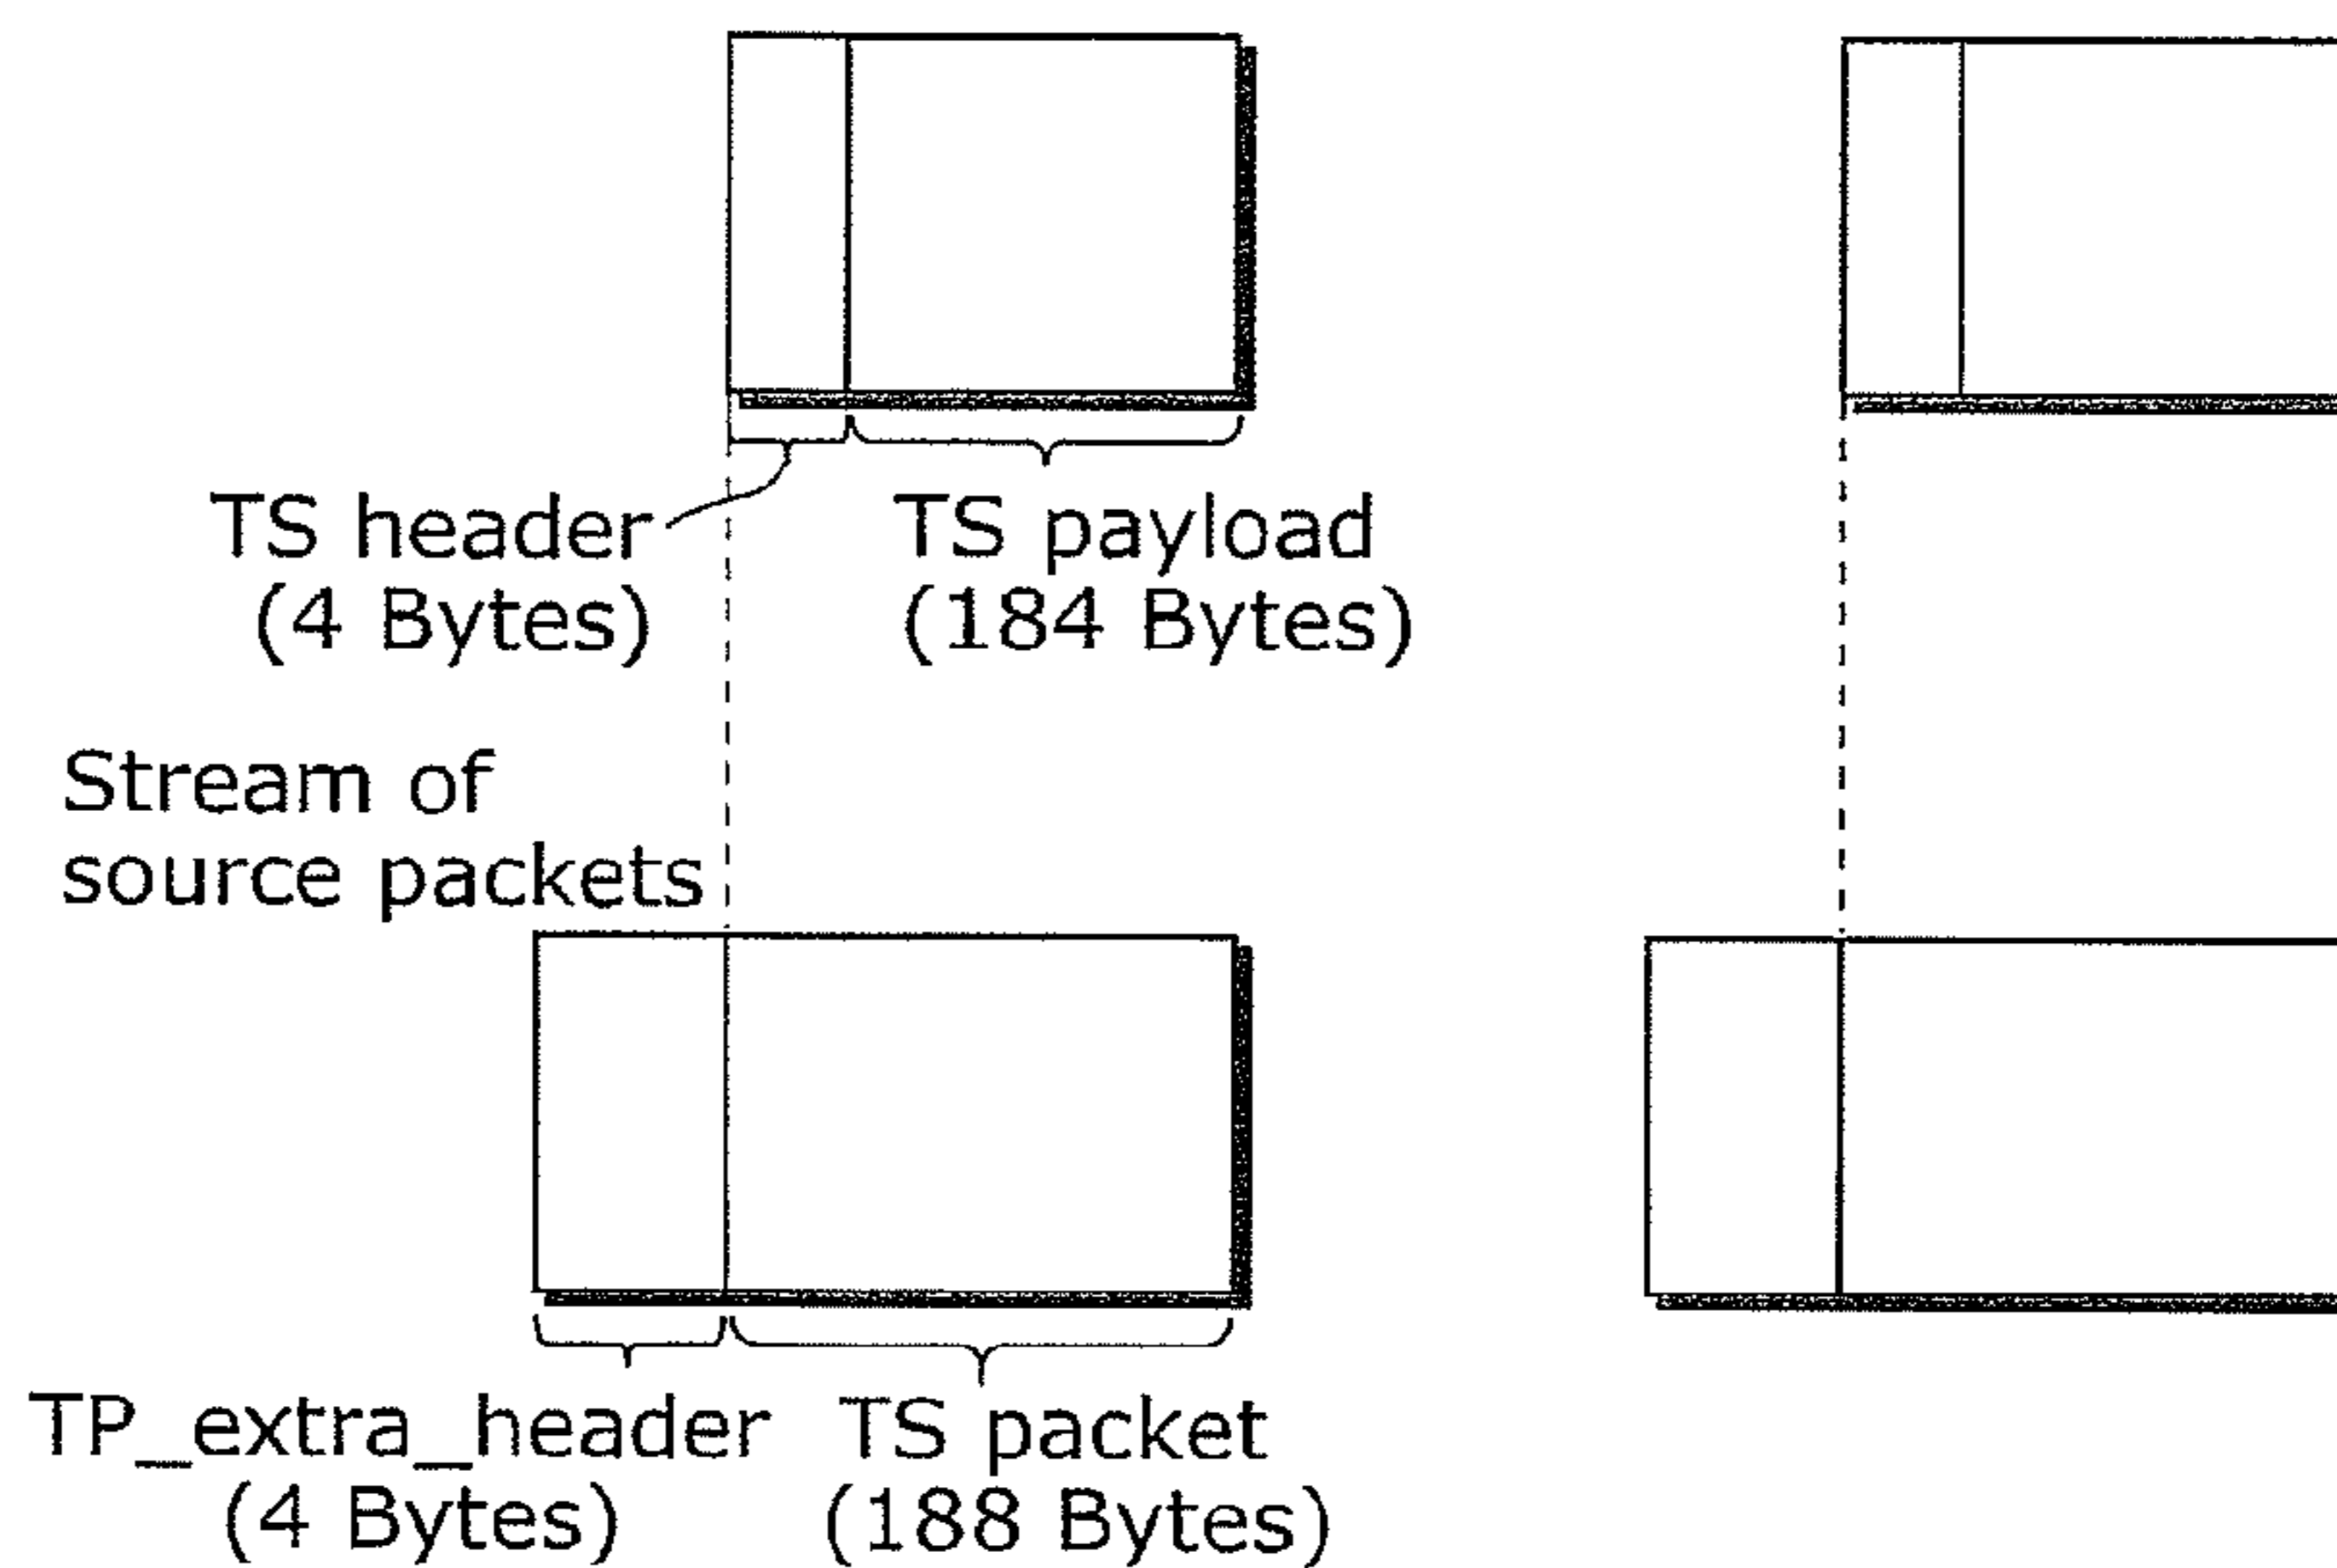 TS header TS payload
(4 Bytes) (184 Bytes)
Stream of
source packets
TP_extra_header TS packet
(4 Bytes) (188 Bytes)